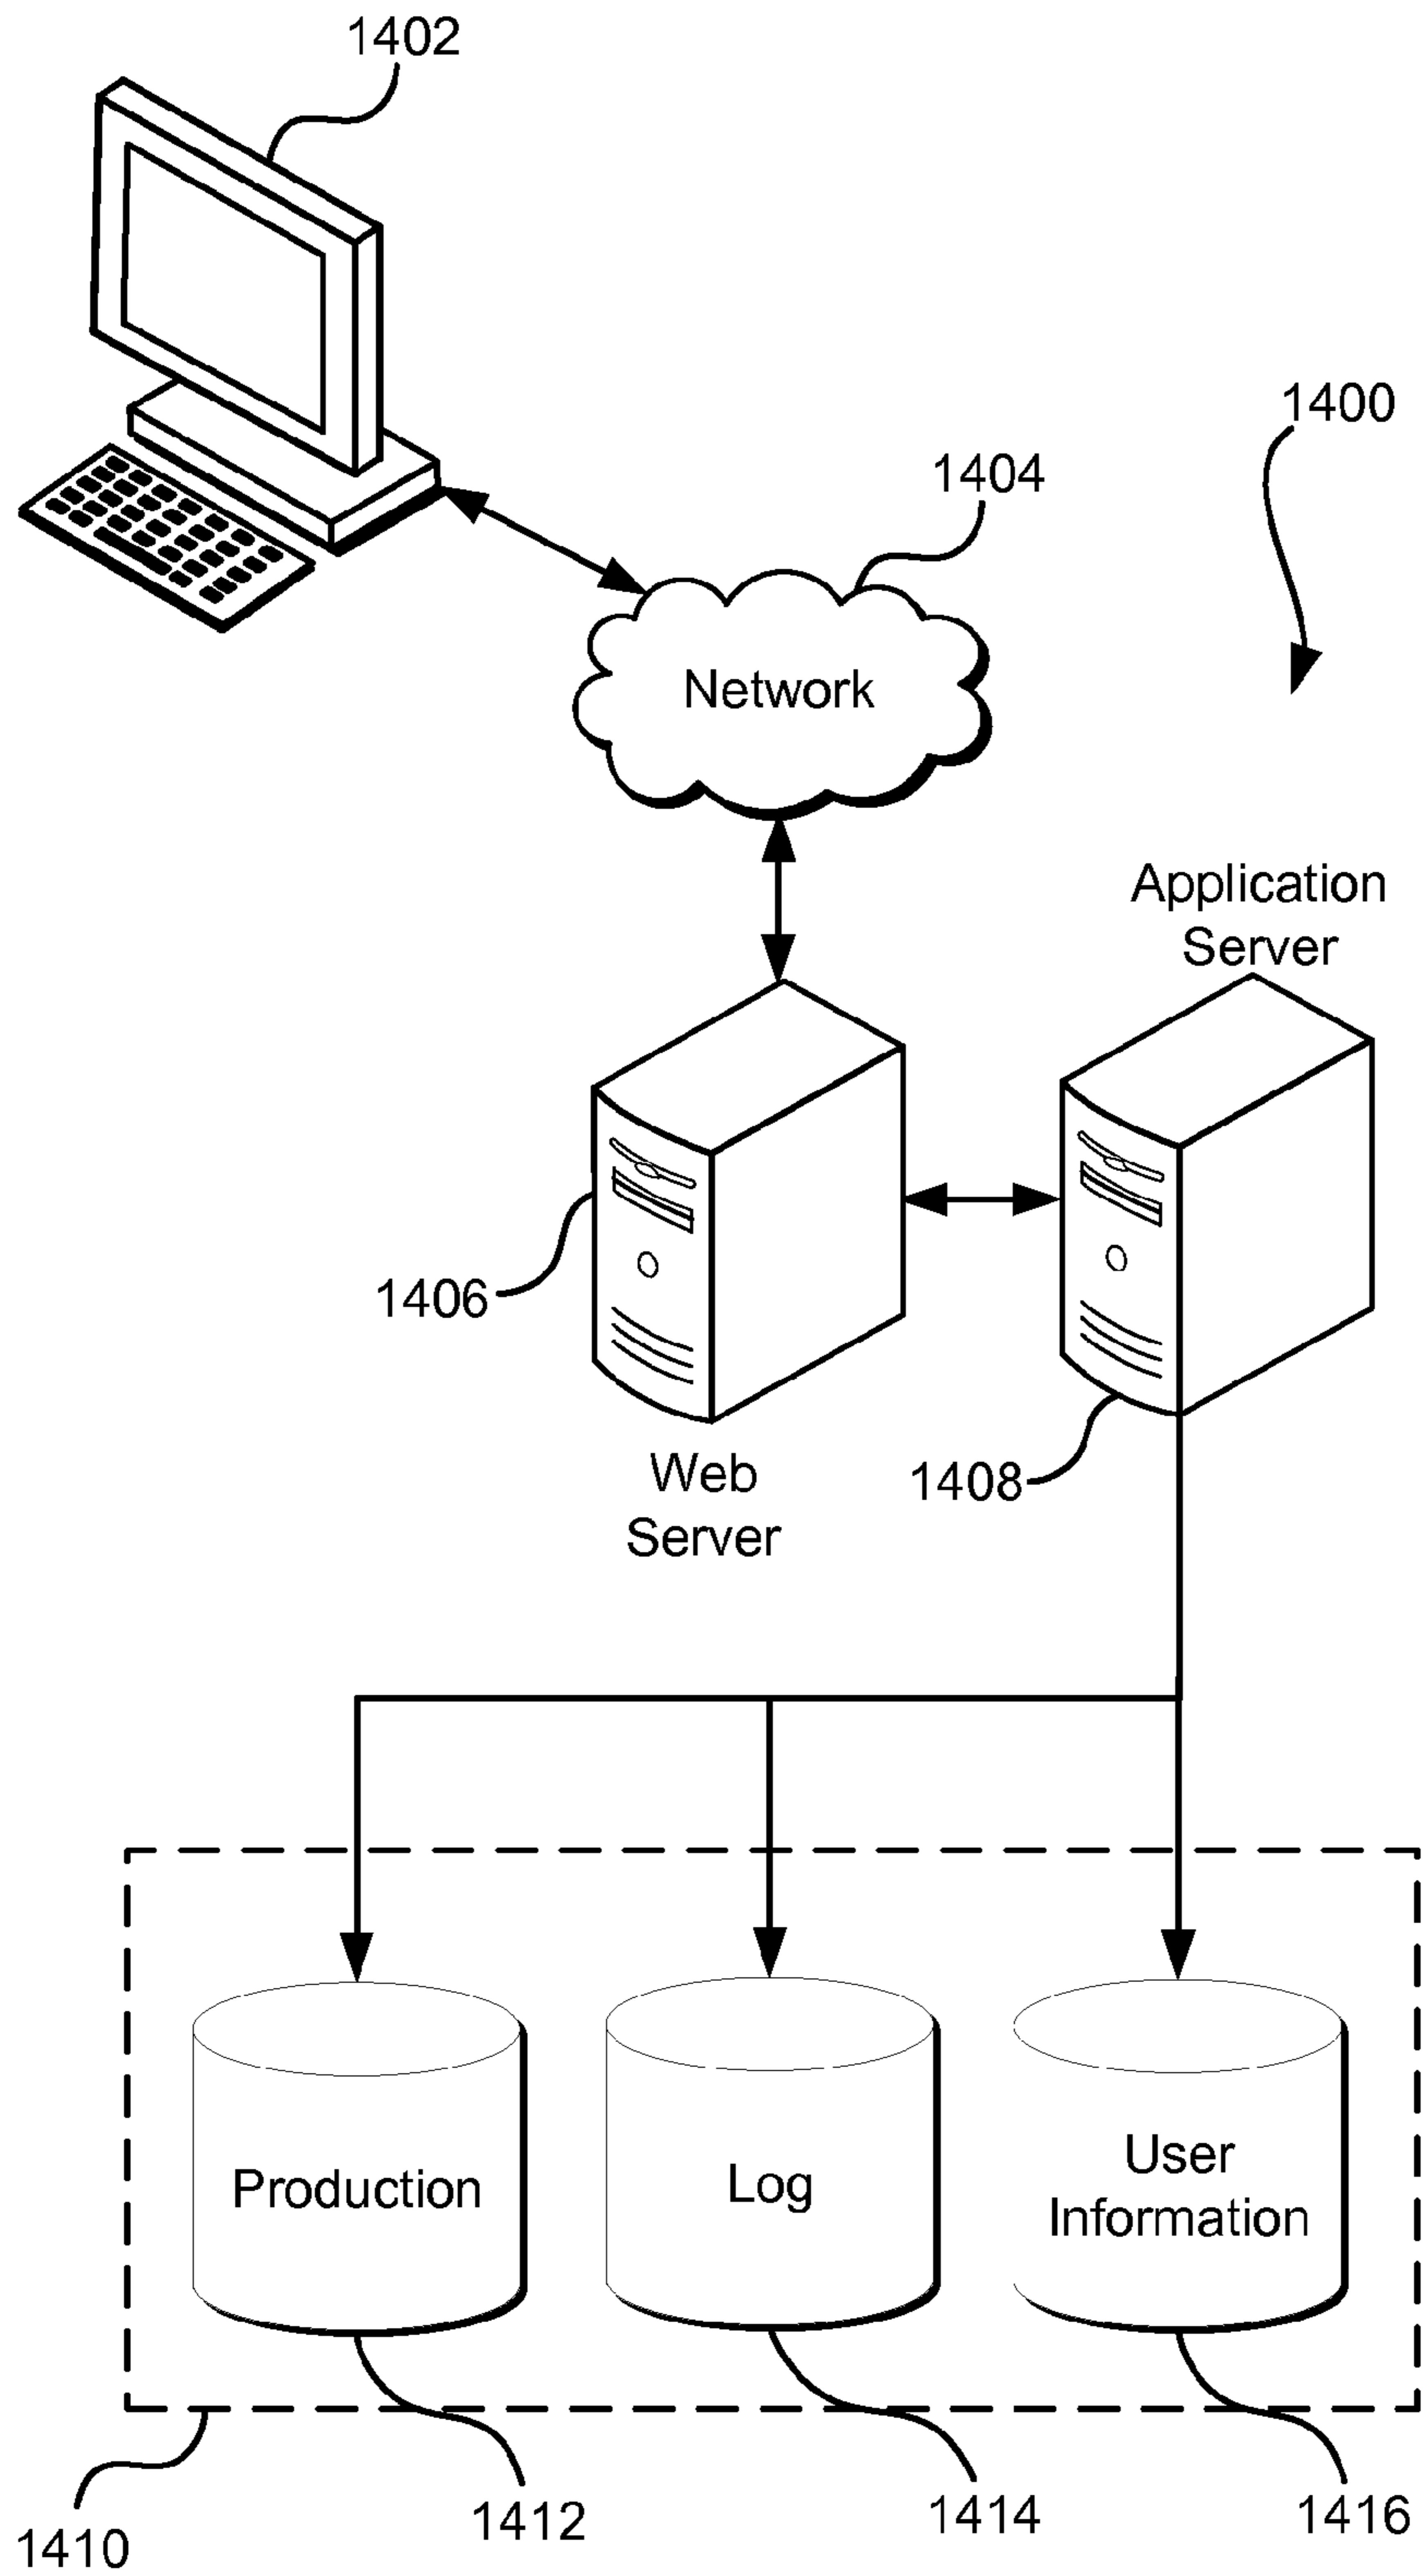 1402
1400
1404
Network
Application
Server
1406
Web
Server
1408
Production
Log
User
Information
1410
1412
1414
1416